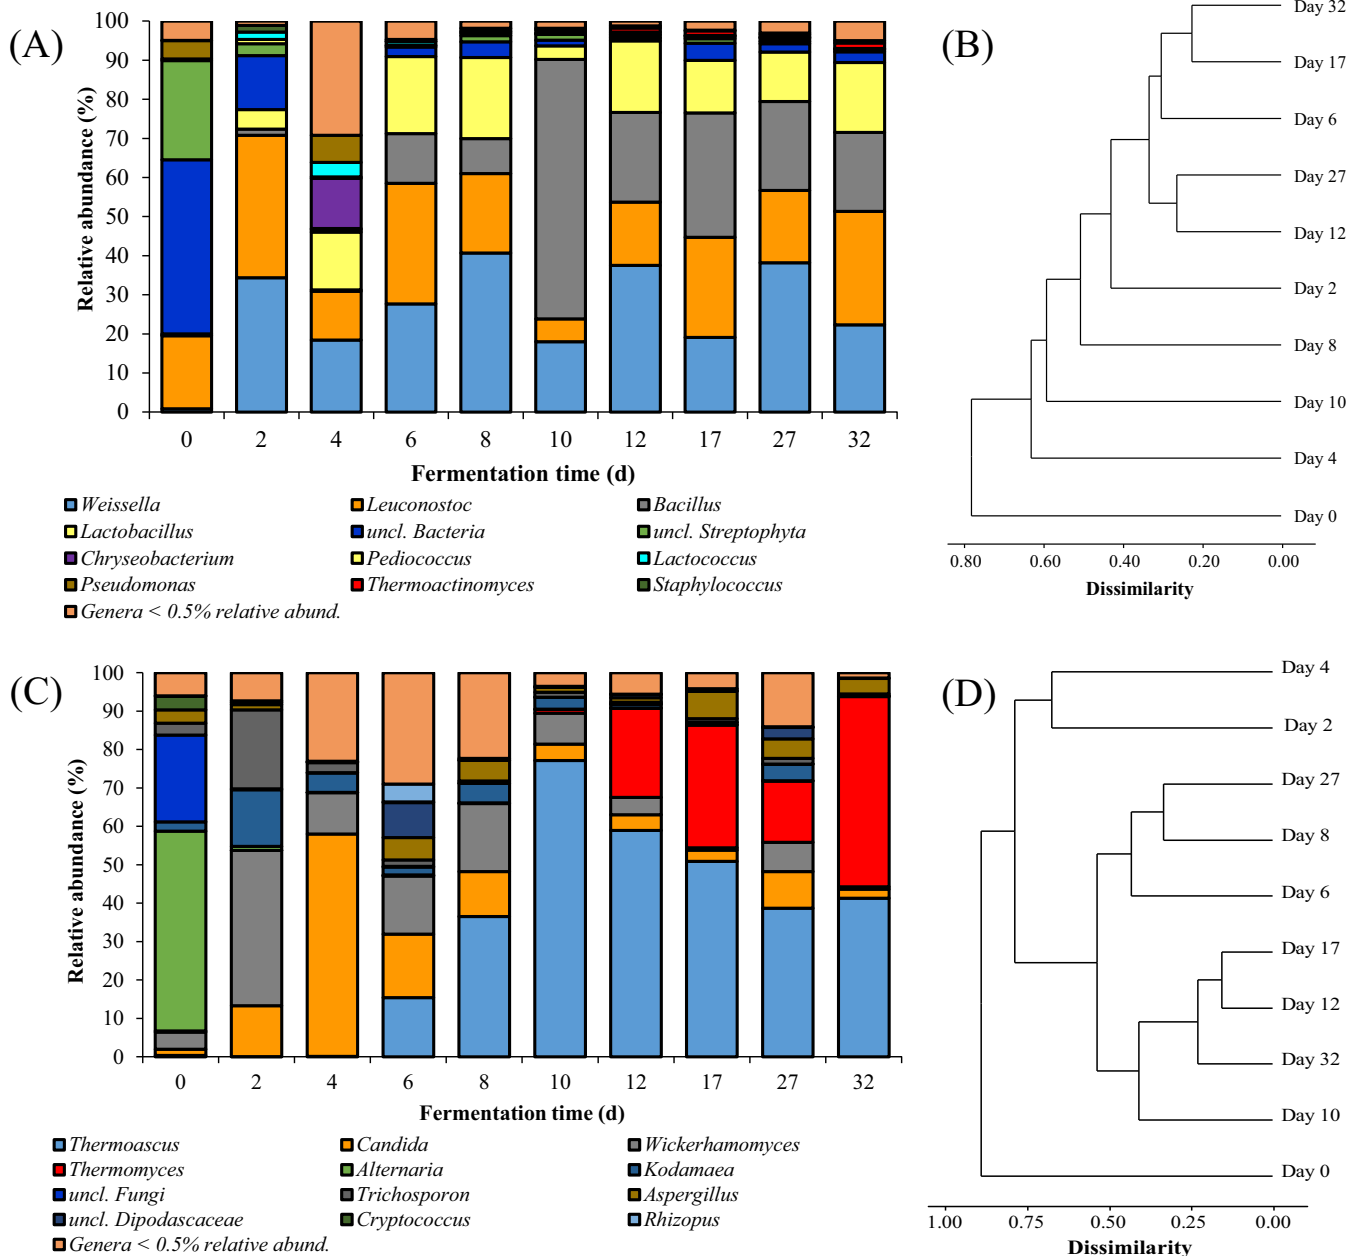 (A)
Relative abundance (%)
100
90
80
70
60
50
40
30
20
10
0
0 2 4 6 8 10 12 17 27 32
Fermentation time (d)
Weissella Leuconostoc Bacillus
Lactobacillus uncl. Bacteria uncl. Streptophyta
Chryseobacterium Pediococcus Lactococcus
Pseudomonas Thermoactinomyces Staphylococcus
Genera < 0.5% relative abund.
(B)
Day 32
Day 17
Day 6
Day 27
Day 12
Day 2
Day 8
Day 10
Day 4
Day 0
0.80 0.60 0.40 0.20 0.00
Dissimilarity
(C)
Relative abundance (%)
100
90
80
70
60
50
40
30
20
10
0
0 2 4 6 8 10 12 17 27 32
Fermentation time (d)
Thermoascus Candida Wickerhamomyces
Thermomyces Alternaria Kodamaea
uncl. Fungi Trichosporon Aspergillus
uncl. Dipodascaceae Cryptococcus Rhizopus
Genera < 0.5% relative abund.
(D)
Day 4
Day 2
Day 27
Day 8
Day 6
Day 17
Day 12
Day 32
Day 10
Day 0
1.00 0.75 0.50 0.25 0.00
Dissimilarity